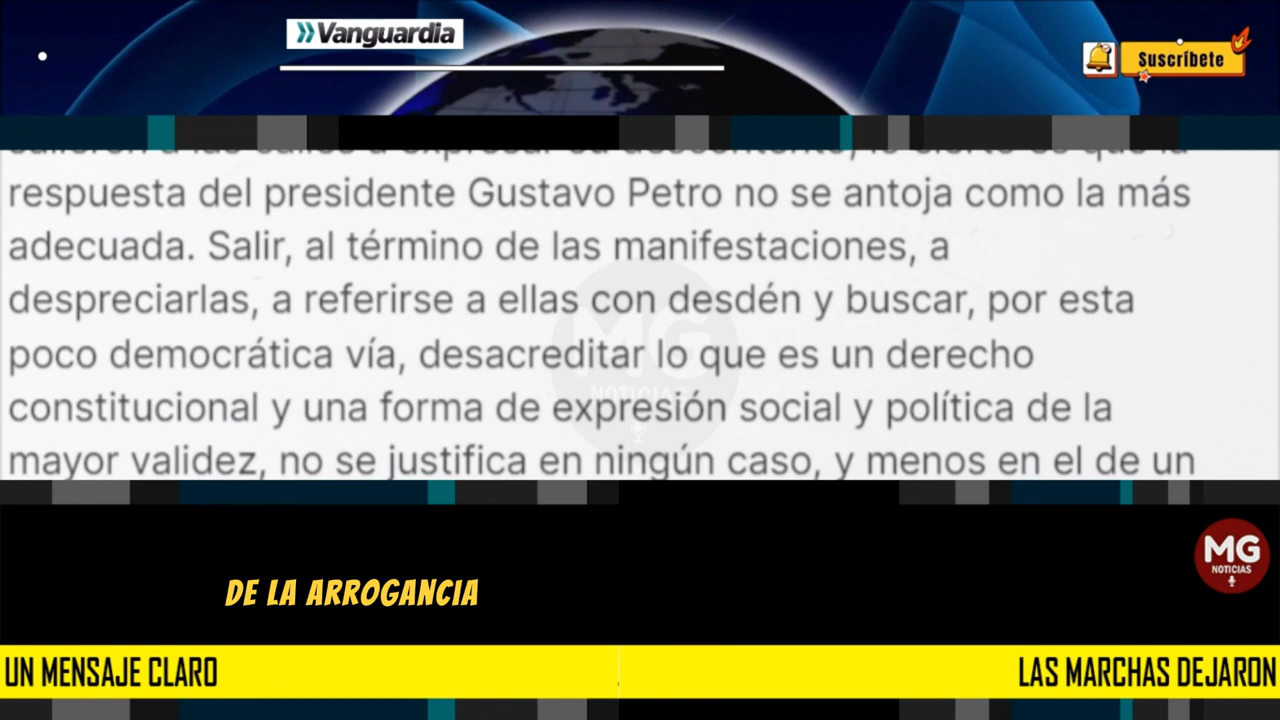 Vanguardia
Suscríbete
respuesta del presidente Gustavo Petro no se antoja como la más
adecuada. Salir, al término de las manifestaciones, a
despreciarlas, a referirse a ellas con desdén y buscar, por esta
poco democrática vía, desacreditar lo que es un derecho
constitucional y una forma de expresión social y política de la
mayor validez, no se justifica en ningún caso, y menos en el de un
MG
NOTICIAS
MG
NOTICIAS
DE LA ARROGANCIA
UN MENSAJE CLARO
LAS MARCHAS DEJARON